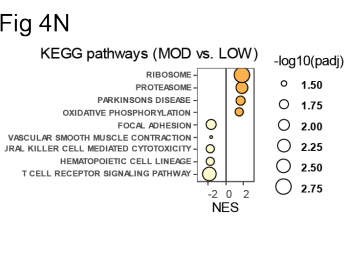 Fig 4N
KEGG pathways (MOD vs. LOW)
-log10(padj)
RIBOSOME
PROTEASOME
PARKINSONS DISEASE
OXIDATIVE PHOSPHORYLATION
FOCAL ADHESION
VASCULAR SMOOTH MUSCLE CONTRACTION
JRAL KILLER CELL MEDIATED CYTOTOXICITY
HEMATOPOIETIC CELL LINEAGE
T CELL RECEPTOR SIGNALING PATHWAY
-2 0 2
NES
1.50
1.75
2.00
2.25
2.50
2.75